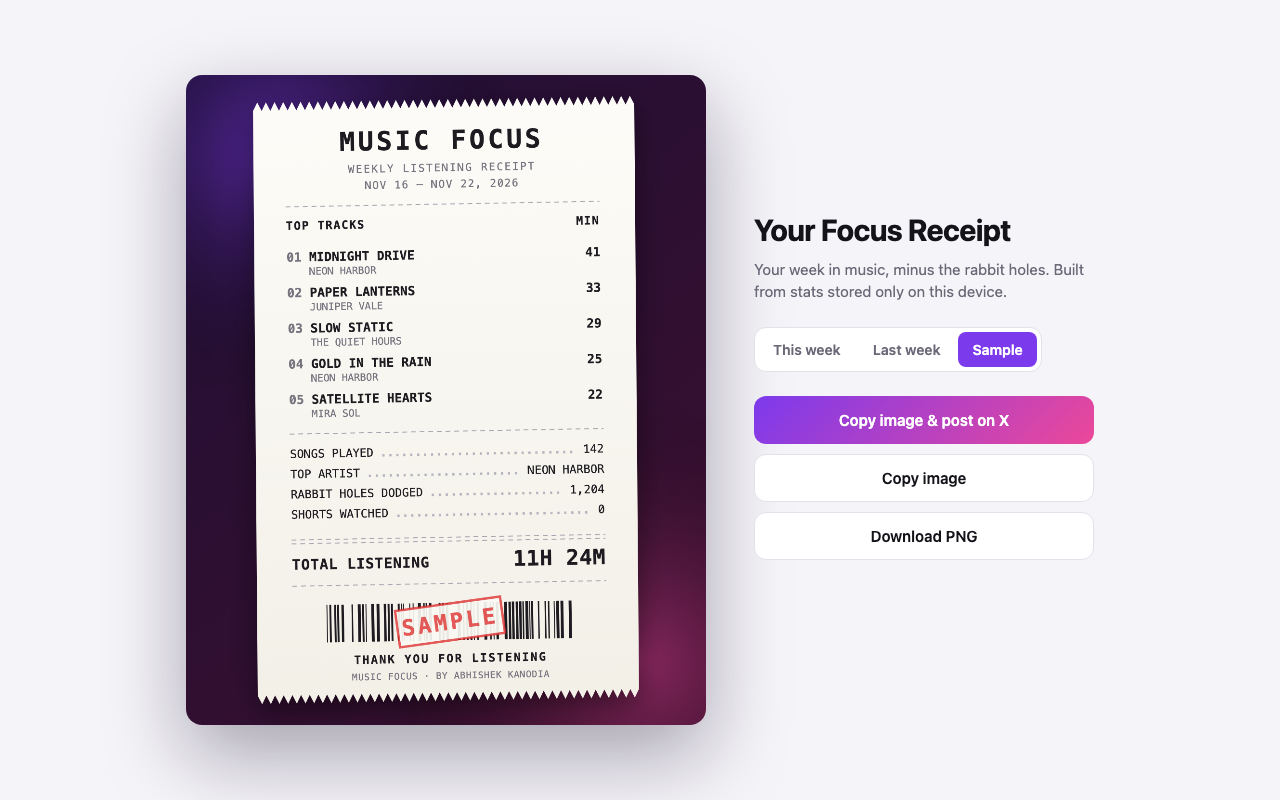 MUSIC FOCUS
WEEKLY LISTENING RECEIPT
NOV 16 — NOV 22, 2026
TOP TRACKS MIN
01 MIDNIGHT DRIVE 41
NEON HARBOR
02 PAPER LANTERNS 33
JUNIPER VALE
03 SLOW STATIC 29
THE QUIET HOURS
04 GOLD IN THE RAIN 25
NEON HARBOR
05 SATELLITE HEARTS 22
MIRA SOL
SONGS PLAYED 142
TOP ARTIST NEON HARBOR
RABBIT HOLES DODGED 1,204
SHORTS WATCHED 0
TOTAL LISTENING 11H 24M
SAMPLE
THANK YOU FOR LISTENING
MUSIC FOCUS · BY ABHISHEK KANODIA
Your Focus Receipt
Your week in music, minus the rabbit holes. Built
from stats stored only on this device.
This week Last week Sample
Copy image & post on X
Copy image
Download PNG